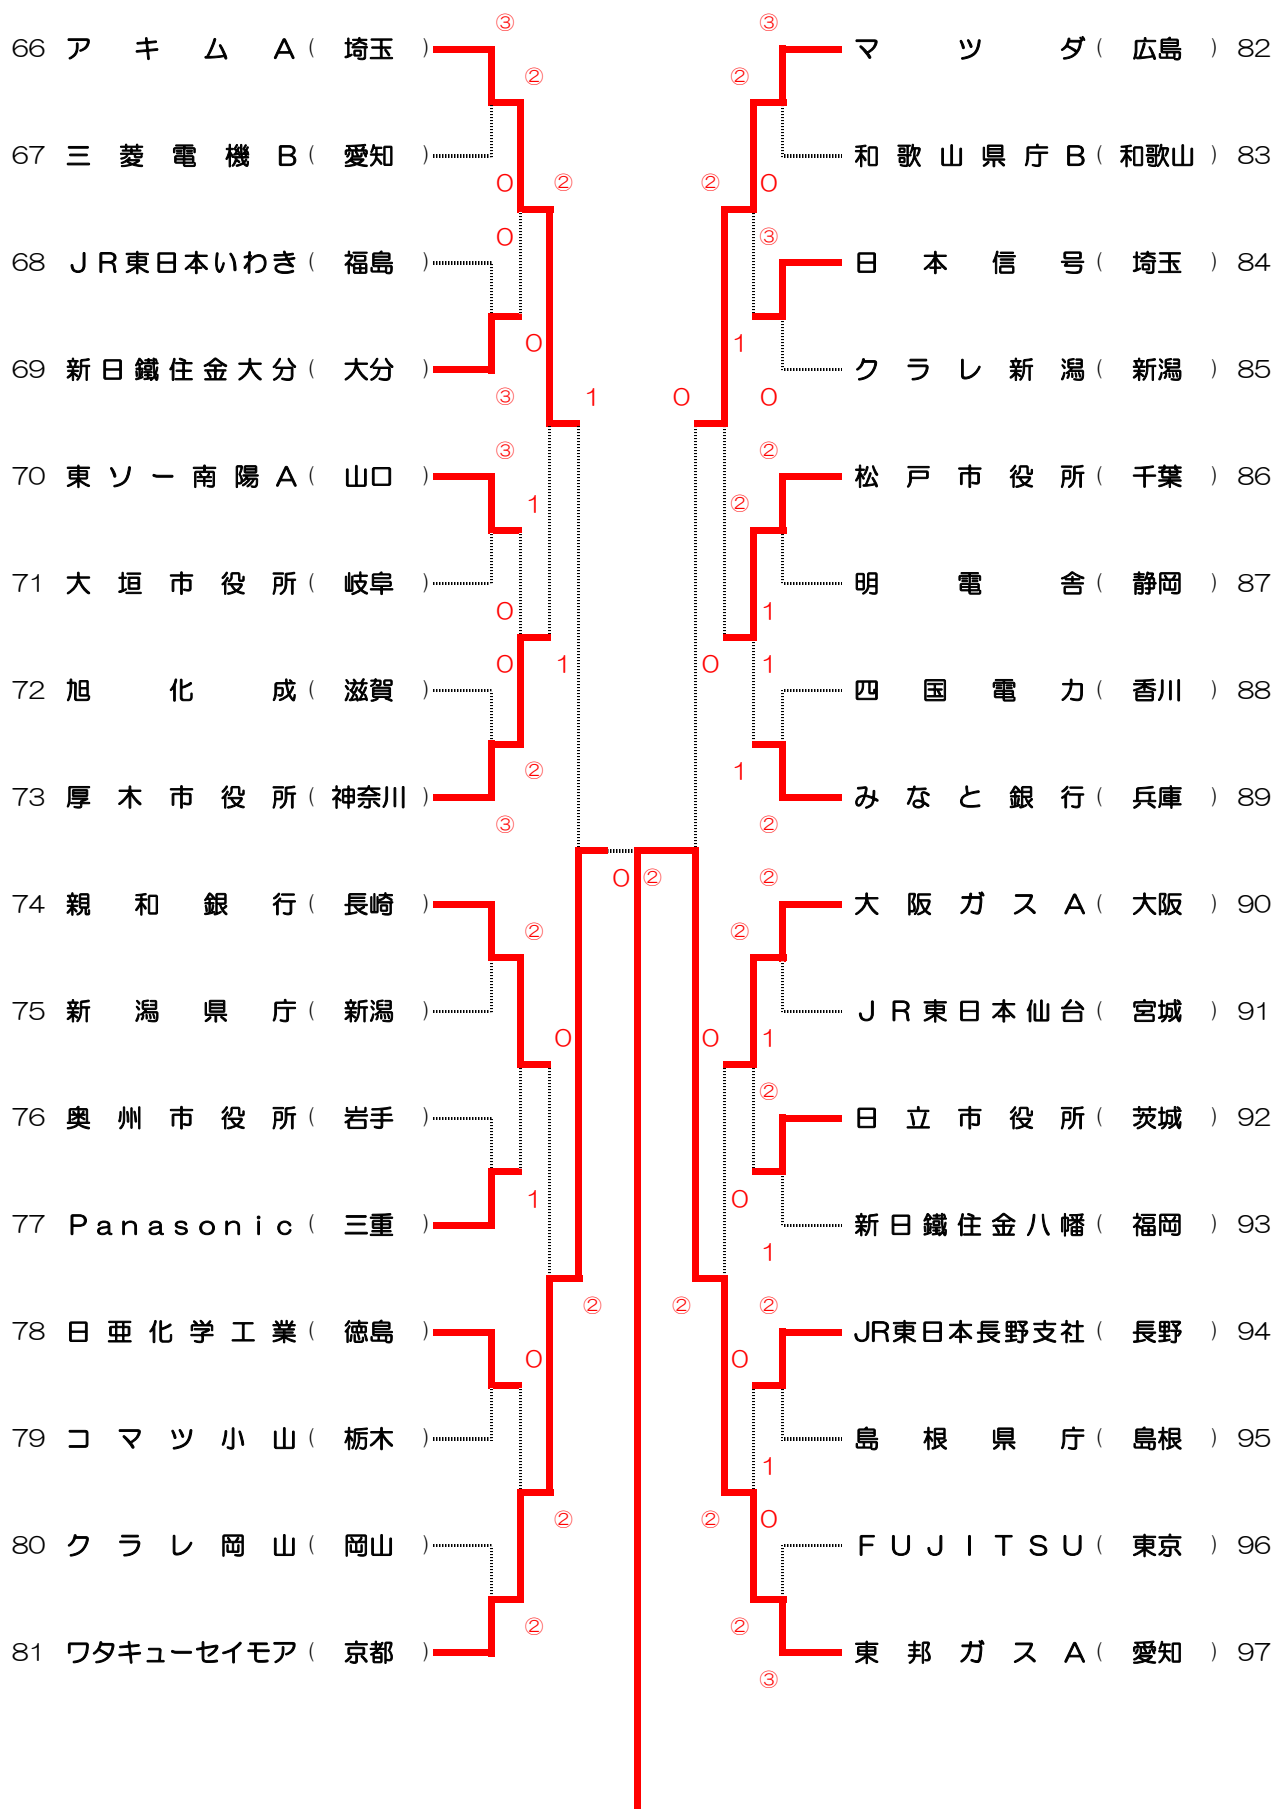 ③ ③
66 アキムA（埼玉） マツダ（広島） 82
② ②
67 三菱電機B（愛知） 和歌山県庁B（和歌山） 83
0 ② ② 0
0 ③
68 JR東日本いわき（福島） 日本信号（埼玉） 84
0 1
69 新日鐵住金大分（大分） クラレ新潟（新潟） 85
③ 1 0 0
③ ②
70 東ソー南陽A（山口） 松戸市役所（千葉） 86
1 ②
71 大垣市役所（岐阜） 明電舎（静岡） 87
0 1
0 1 0 1
72 旭化成（滋賀） 四国電力（香川） 88
② 1
73 厚木市役所（神奈川） みなと銀行（兵庫） 89
③ ②
0 ② ②
74 親和銀行（長崎） 大阪ガスA（大阪） 90
② ②
75 新潟県庁（新潟） JR東日本仙台（宮城） 91
0 0 1
②
76 奥州市役所（岩手） 日立市役所（茨城） 92
1 0
77 Panasonic（三重） 新日鐵住金八幡（福岡） 93
1
② ② ②
78 日亜化学工業（徳島） JR東日本長野支社（長野） 94
0 0
79 コマツ小山（栃木） 島根県庁（島根） 95
1
② ② 0
80 クラレ岡山（岡山） FUJITSU（東京） 96
② ②
81 ワタキューセイモア（京都） 東邦ガスA（愛知） 97
③